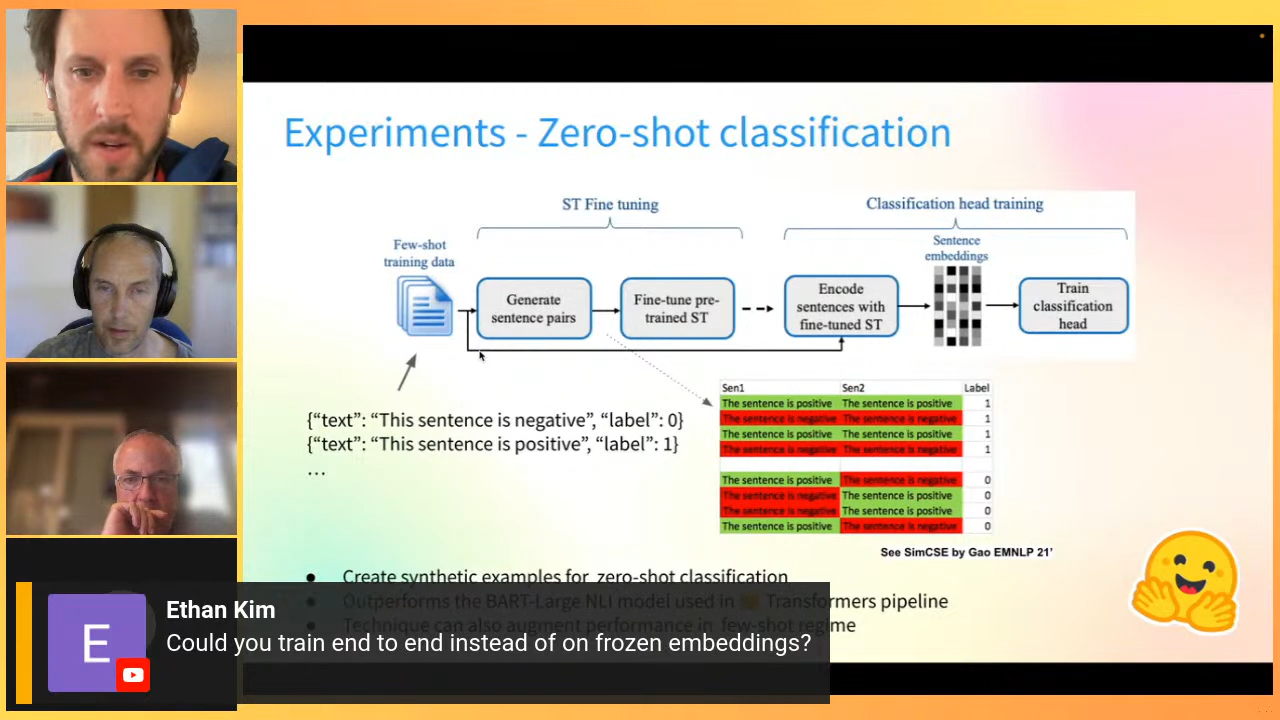 Experiments - Zero-shot classification
ST Fine tuning
Classification head training
Few-shot
training data
Sentence
embeddings
Generate
sentence pairs
Fine-tune pre-
trained ST
Encode
sentences with
fine-tuned ST
Train
classification
head
{“text”: “This sentence is negative”, “label”: 0}
{“text”: “This sentence is positive”, “label”: 1}
...
Sen1 Sen2 Label
The sentence is positive The sentence is positive 1
The sentence is negative The sentence is negative 1
The sentence is positive The sentence is positive 1
The sentence is negative The sentence is negative 1
The sentence is positive The sentence is negative 0
The sentence is negative The sentence is positive 0
The sentence is negative The sentence is positive 0
The sentence is positive The sentence is negative 0
See SimCSE by Gao EMNLP 21’
Create synthetic examples for zero-shot classification
Outperforms the BART-Large NLI model used in 🤗 Transformers pipeline
Technique can also augment performance in few-shot regime
E
Ethan Kim
Could you train end to end instead of on frozen embeddings?